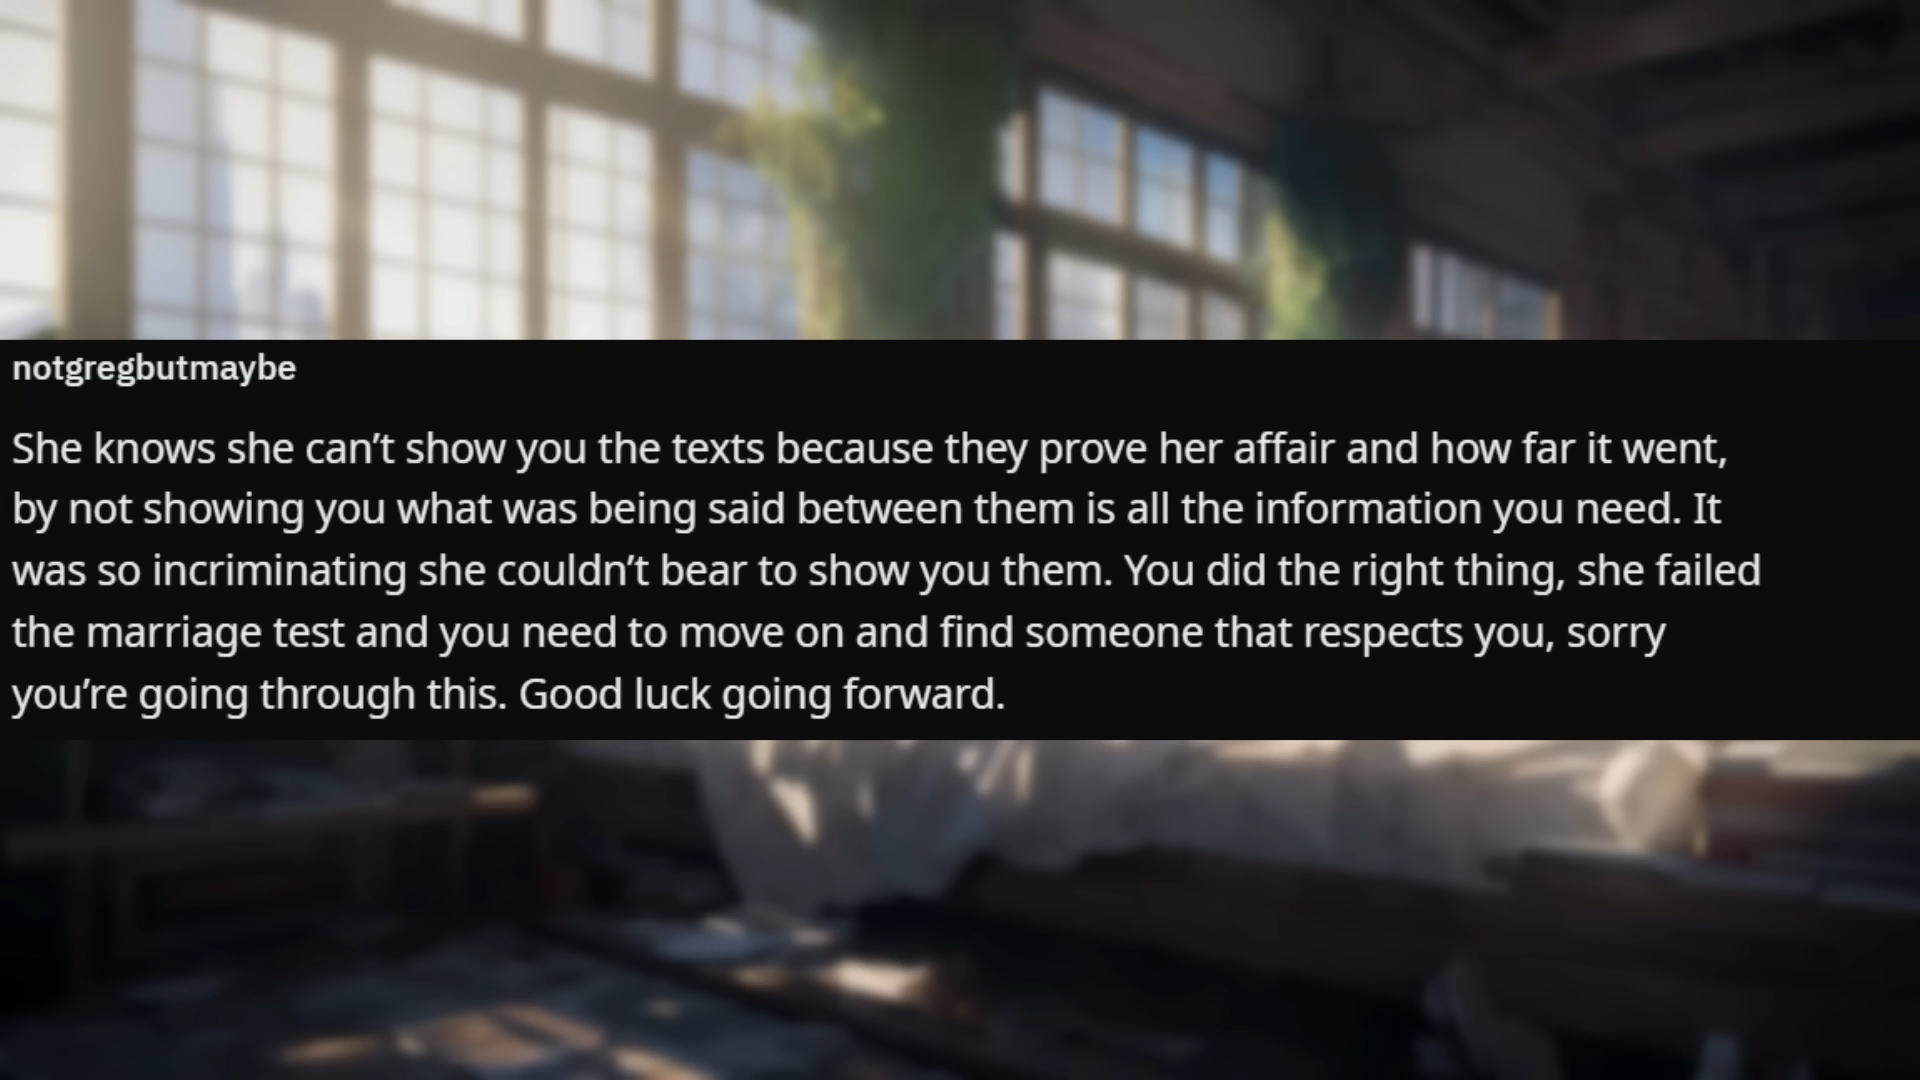 notgregbutmaybe
She knows she can’t show you the texts because they prove her affair and how far it went,
by not showing you what was being said between them is all the information you need. It
was so incriminating she couldn’t bear to show you them. You did the right thing, she failed
the marriage test and you need to move on and find someone that respects you, sorry
you’re going through this. Good luck going forward.